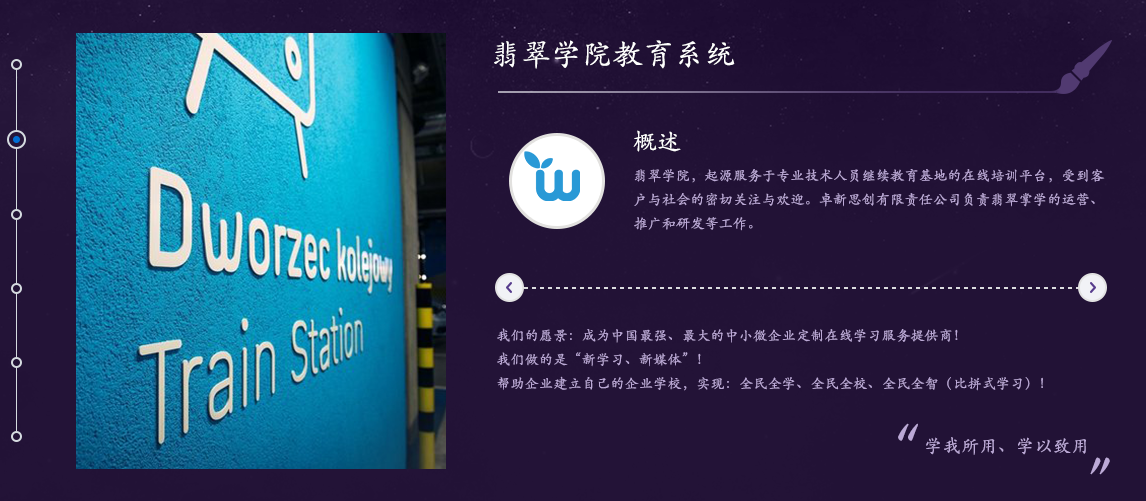 Dworzec kolejowy
Train Station
翡翠学院教育系统
概述
翡翠学院，起源服务于专业技术人员继续教育基地的在线培训平台，受到客
户与社会的密切关注与欢迎。卓新思创有限责任公司负责翡翠掌学的运营、
推广和研发等工作。
我们的愿景：成为中国最强、最大的中小微企业定制在线学习服务提供商！
我们做的是“新学习、新媒体”！
帮助企业建立自己的企业学校，实现：全民全学、全民全校、全民全智（比拼式学习）！
“学我所用、学以致用”